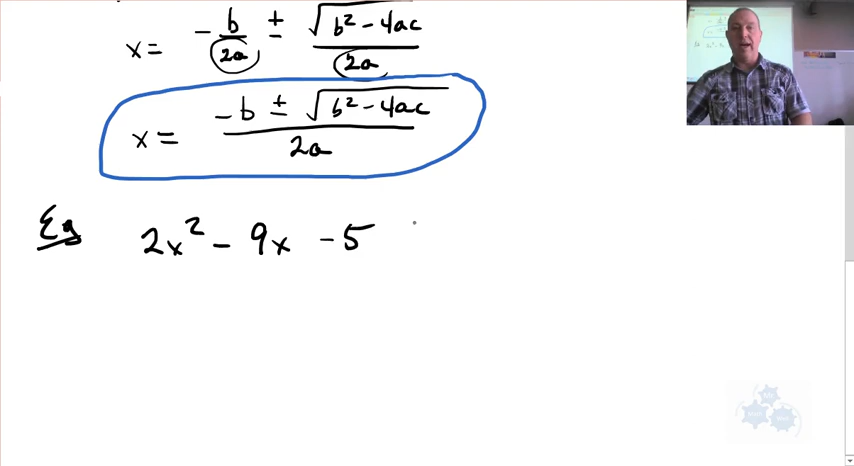 x = - b/2a ± √(b² - 4ac)/2a
x = (-b ± √(b² - 4ac))/2a
Eg 2x² - 9x - 5